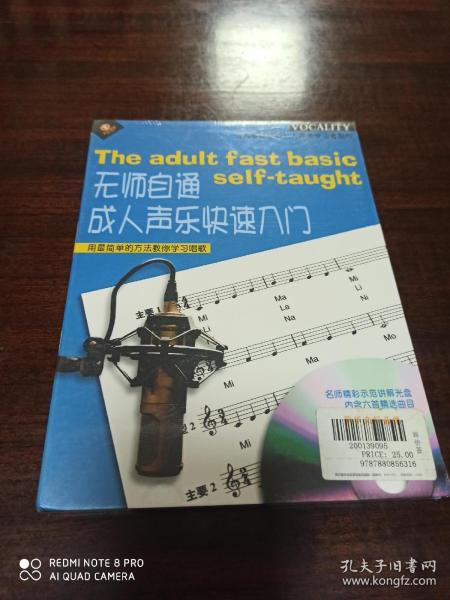 VOCALITY
The adult fast basic
self-taught
无师自通
成人声乐快速入门
用最简单的方法教你学习唱歌
主要1
Mi
Li
Ma
La
Na
Mi
Li
Ni
Mi
Mi
Ma
Ma
Mo
主要2
名师精彩示范讲解光盘
内含六首精选曲目
200139095
PRICE: 25.00
9787880856316
REDMI NOTE 8 PRO
AI QUAD CAMERA
孔夫子旧书网
www.kongfz.com